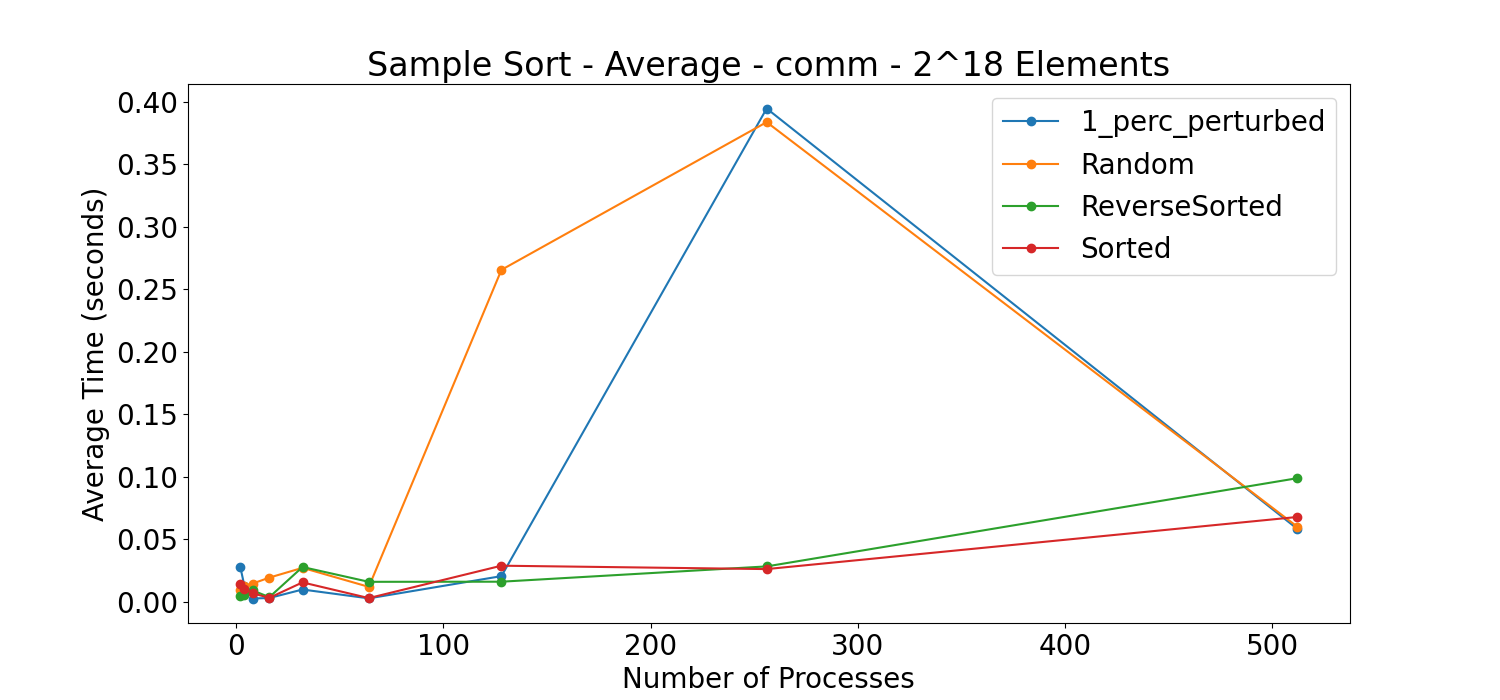 Sample Sort - Average - comm - 2^18 Elements
0.40
0.35
0.30
0.25
0.20
0.15
0.10
0.05
0.00
Average Time (seconds)
1_perc_perturbed
Random
ReverseSorted
Sorted
0 100 200 300 400 500
Number of Processes